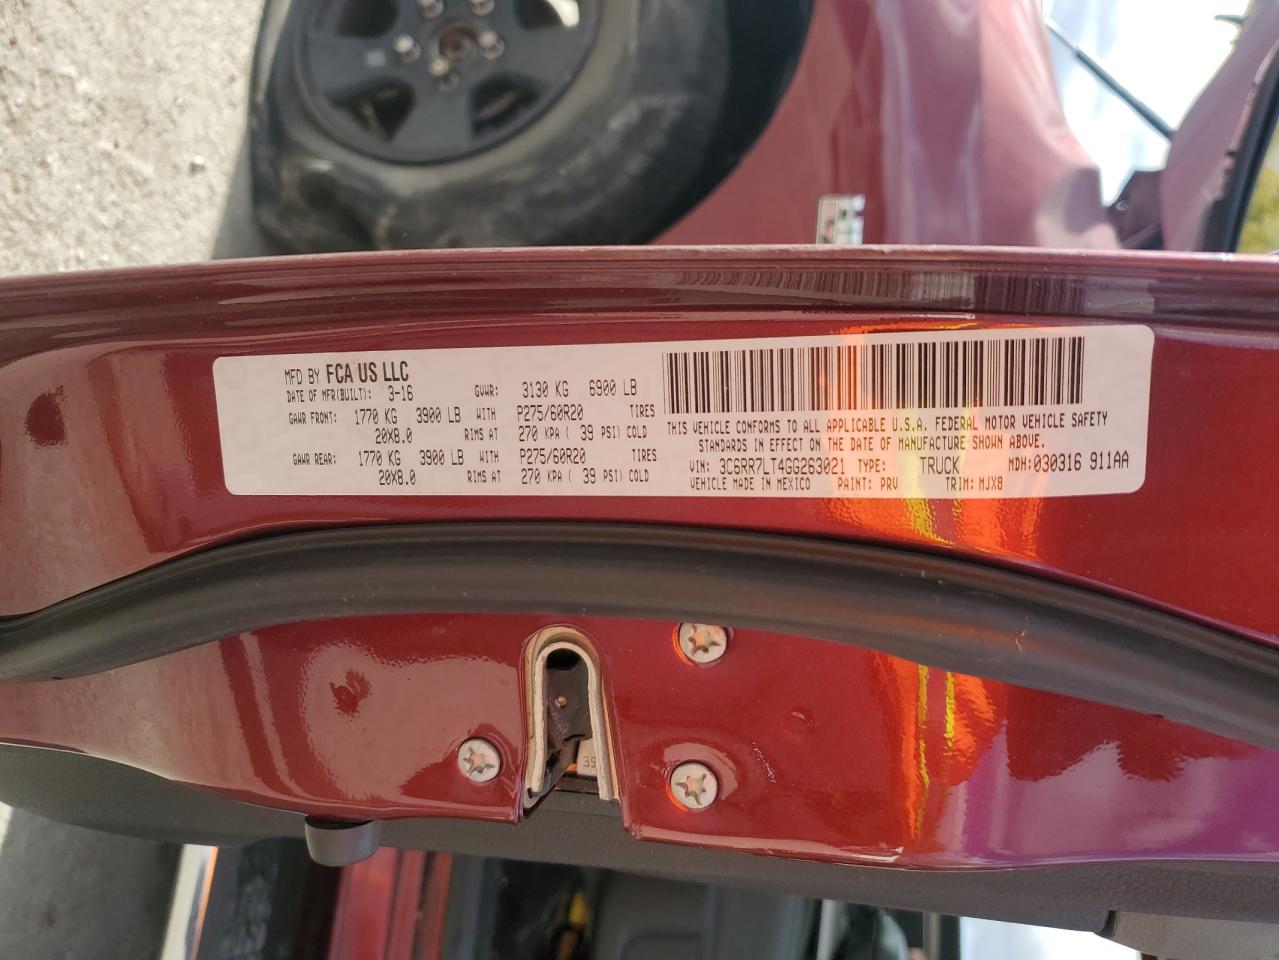 MFD BY FCA US LLC
DATE OF MFR(BUILT): 3-16 GVWR: 3130 KG 6900 LB
GAWR FRONT: 1770 KG 3900 LB WITH P275/60R20 TIRES
20X8.0 RIMS AT 270 KPA ( 39 PSI) COLD
GAWR REAR: 1770 KG 3900 LB WITH P275/60R20 TIRES
20X8.0 RIMS AT 270 KPA ( 39 PSI) COLD
THIS VEHICLE CONFORMS TO ALL APPLICABLE U.S.A. FEDERAL MOTOR VEHICLE SAFETY
STANDARDS IN EFFECT ON THE DATE OF MANUFACTURE SHOWN ABOVE.
VIN: 3C6RR7LT4GG263021 TYPE: TRUCK MDH: 030316 911AA
VEHICLE MADE IN MEXICO PAINT: PRV TRIM: MJX8